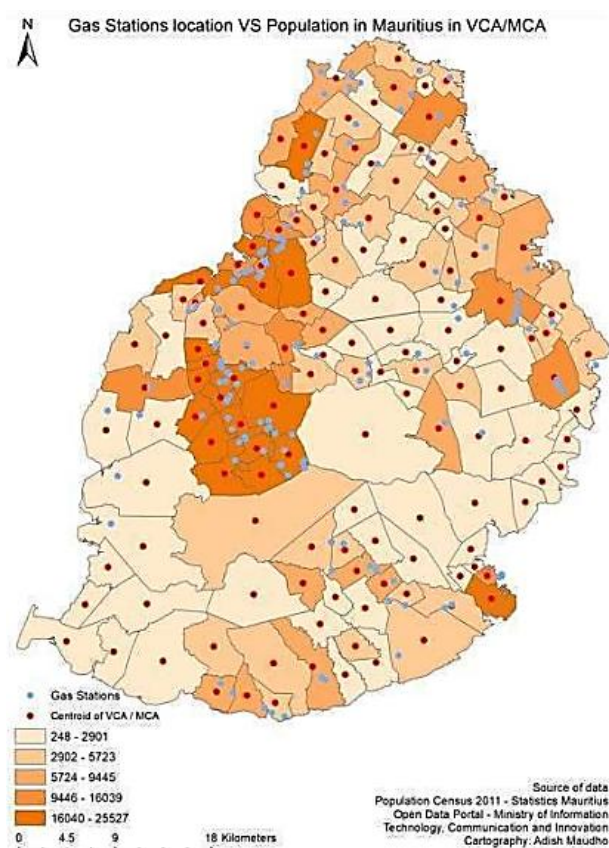 N
Gas Stations location VS Population in Mauritius in VCA/MCA
Gas Stations
Centroid of VCA / MCA
248 - 2901
2902 - 5723
5724 - 9445
9446 - 16039
16040 - 25527
0 4.5 9 18 Kilometers
Source of data
Population Census 2011 - Statistics Mauritius
Open Data Portal - Ministry of Information
Technology, Communication and Innovation
Cartography: Adish Maudho